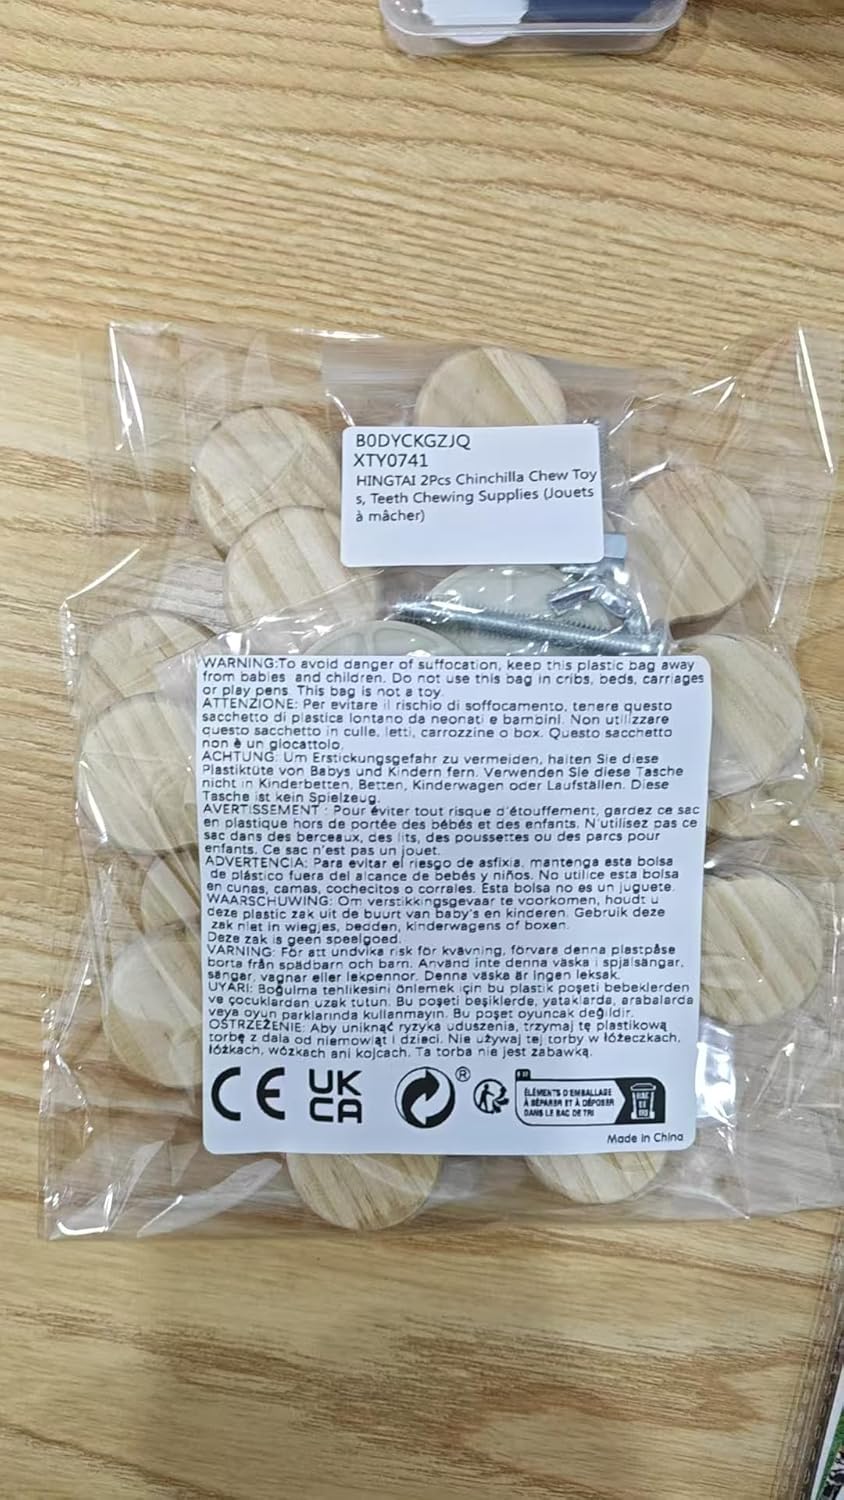 B0DYCKGZJQ
XTY0741
HINGTAI 2Pcs Chinchilla Chew Toy
s, Teeth Chewing Supplies (Jouets
à mâcher)
WARNING:To avoid danger of suffocation, keep this plastic bag away
from babies and children. Do not use this bag in cribs, beds, carriages
or play pens. This bag is not a toy.
ATTENZIONE: Per evitare il rischio di soffocamento, tenere questo
sacchetto di plastica lontano da neonati e bambini. Non utilizzare
questo sacchetto in culle, letti, carrozzine o box. Questo sacchetto
non è un giocattolo.
ACHTUNG: Um Erstickungsgefahr zu vermeiden, halten Sie diese
Plastiktüte von Babys und Kindern fern. Verwenden Sie diese Tasche
nicht in Kinderbetten, Betten, Kinderwagen oder Laufställen. Diese
Tasche ist kein Spielzeug.
AVERTISSEMENT : Pour éviter tout risque d'étouffement, gardez ce sac
en plastique hors de portée des bébés et des enfants. N'utilisez pas ce
sac dans des berceaux, des lits, des poussettes ou des parcs pour
enfants. Ce sac n'est pas un jouet.
ADVERTENCIA: Para evitar el riesgo de asfixia, mantenga esta bolsa
de plástico fuera del alcance de bebés y niños. No utilice esta bolsa
en cunas, camas, cochecitos o corrales. Esta bolsa no es un juguete.
WAARSCHUWING: Om verstikkingsgevaar te voorkomen, houdt u
deze plastic zak uit de buurt van baby's en kinderen. Gebruik deze
zak niet in wiegjes, bedden, kinderwagens of boxen.
Deze zak is geen speelgoed.
VARNING: För att undvika risk för kvävning, förvara denna plastpåse
borta från spädbarn och barn. Använd inte denna väska i spjälsängar,
sängar, vagnar eller lekpennor. Denna väska är ingen leksak.
UYARI: Boğulma tehlikesini önlemek için bu plastik poşeti bebeklerden
ve çocuklardan uzak tutun. Bu poşeti beşiklerde, yataklarda, arabalarda
veya oyun parklarında kullanmayın. Bu poşet oyuncak değildir.
OSTRZEŻENIE: Aby uniknąć ryzyka uduszenia, trzymaj tę plastikową
torbę z dala od niemowląt i dzieci. Nie używaj tej torby w łóżeczkach,
łóżkach, wózkach ani kojcach. Ta torba nie jest zabawką.
CE UK
CA ®
ÉLÉMENTS D'EMBALLAGE
À SÉPARER ET À DÉPOSER
DANS LE BAC DE TRI
Made in China